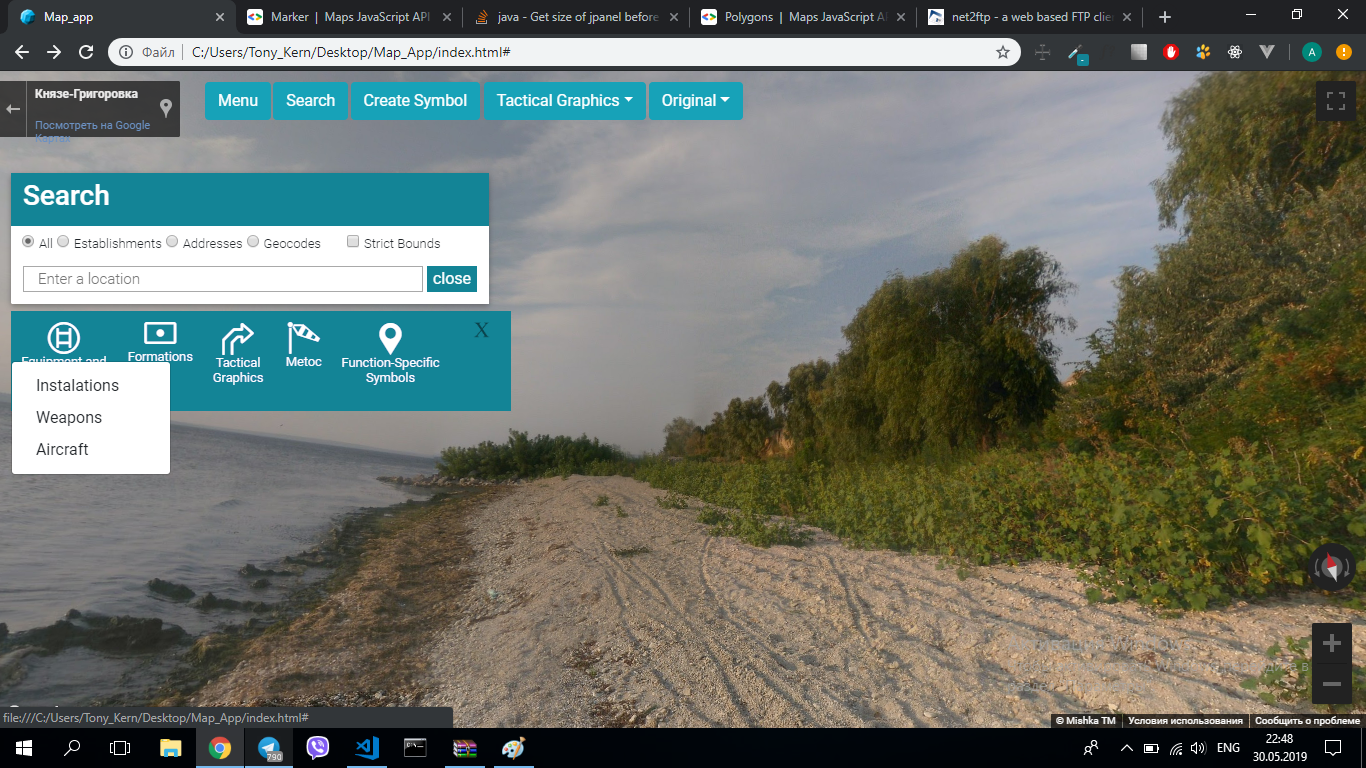 Map_app
Marker | Maps JavaScript API
java - Get size of jpanel before
Polygons | Maps JavaScript A
net2ftp - a web based FTP clie
Файл
C:/Users/Tony_Kern/Desktop/Map_App/index.html#
A
Князе-Григоровка
Посмотреть на Google
Картах
Menu
Search
Create Symbol
Tactical Graphics
Original
Search
All
Establishments
Addresses
Geocodes
Strict Bounds
Enter a location
close
Equipment and
Formations
Tactical
Graphics
Metoc
Function-Specific
Symbols
X
Instalations
Weapons
Aircraft
file:///C:/Users/Tony_Kern/Desktop/Map_App/index.html#
© Mishka TM
Условия использования
Сообщить о проблеме
790
ENG
22:48
30.05.2019